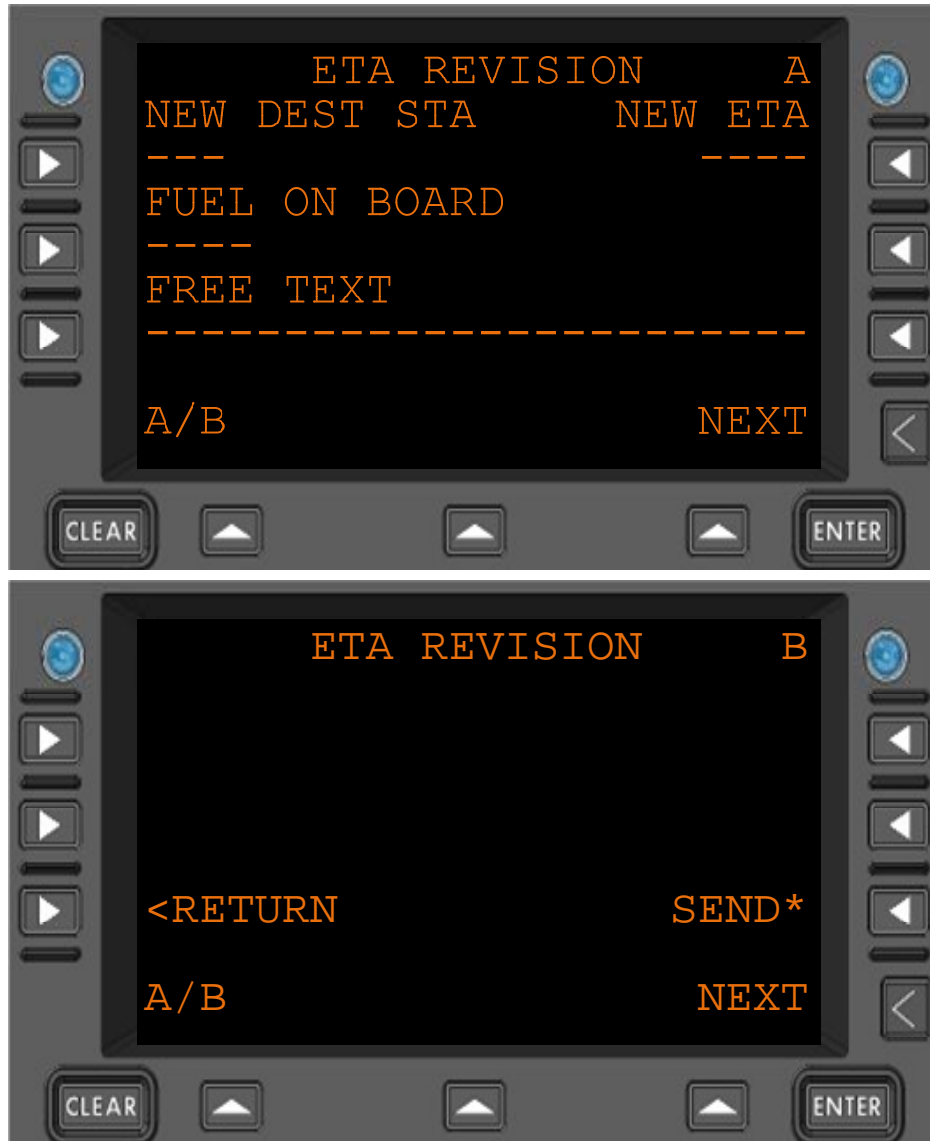 ETA REVISION A
NEW DEST STA NEW ETA
--- ----
FUEL ON BOARD
----
FREE TEXT
------------------------
A/B NEXT
CLEAR ENTER
ETA REVISION B
<RETURN SEND*
A/B NEXT
CLEAR ENTER